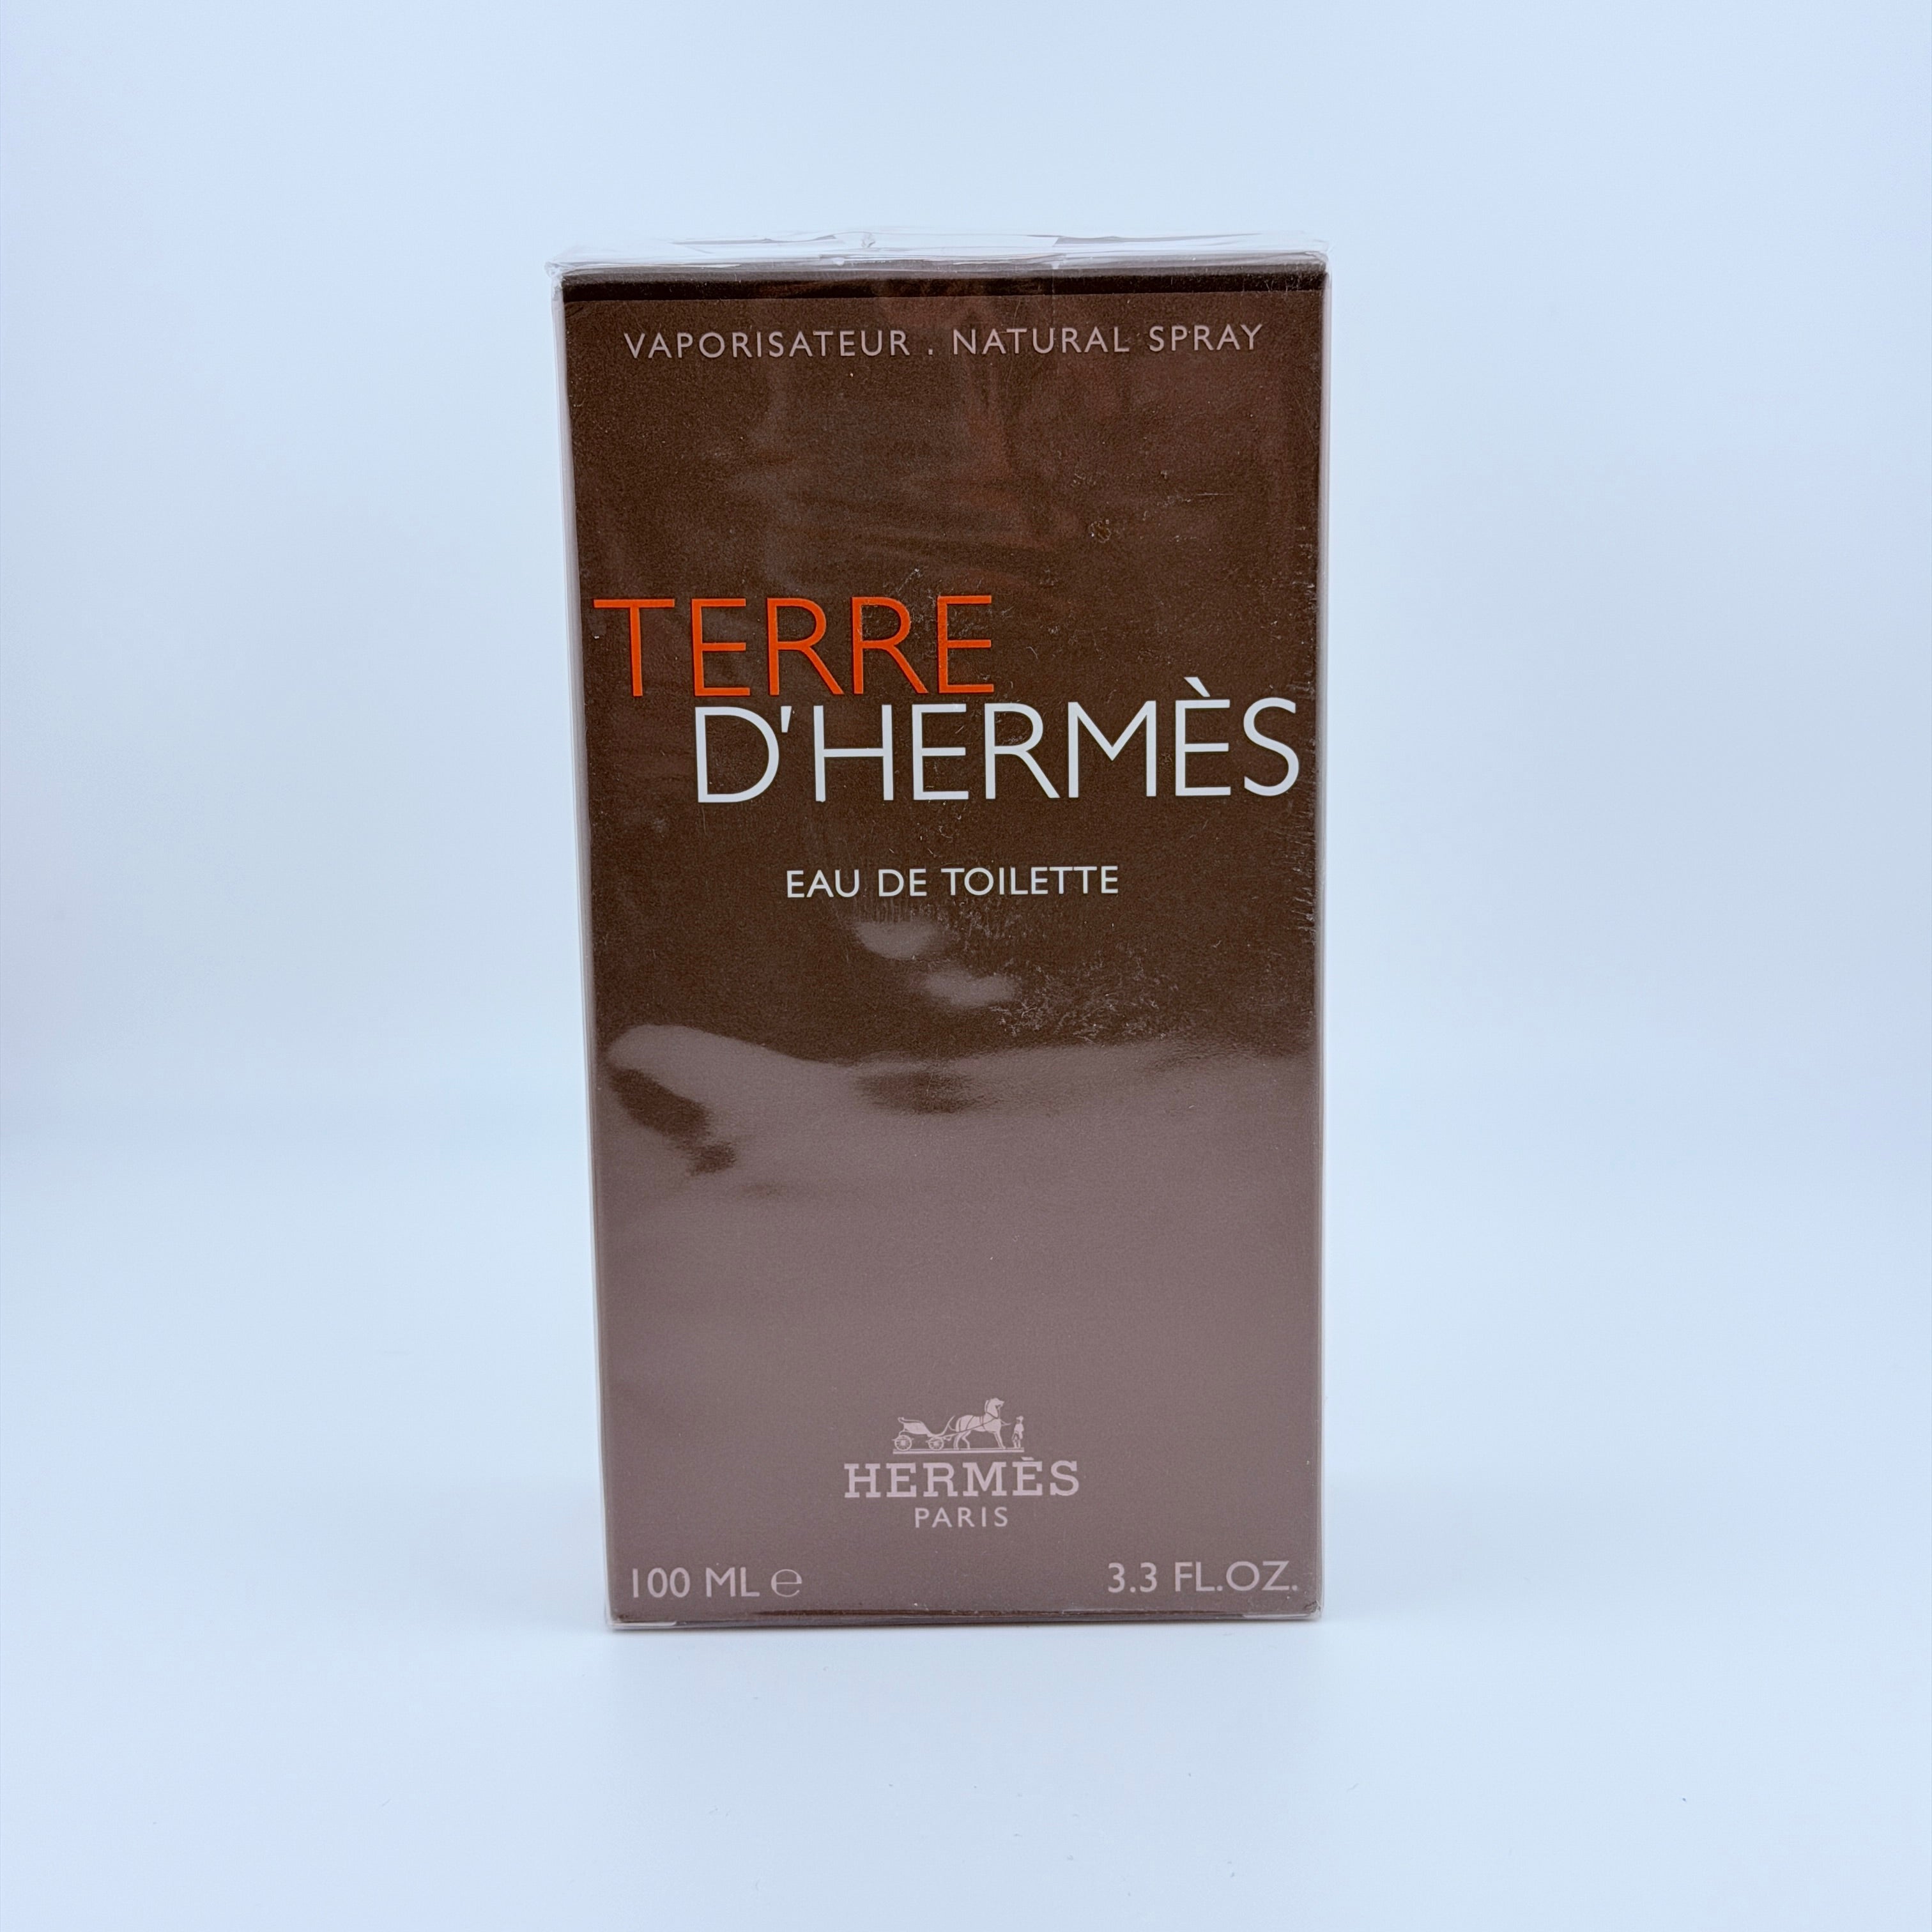 VAPORISATEUR . NATURAL SPRAY
TERRE
D'HERMÈS
EAU DE TOILETTE
HERMÈS
PARIS
100 ML ℮
3.3 FL.OZ.